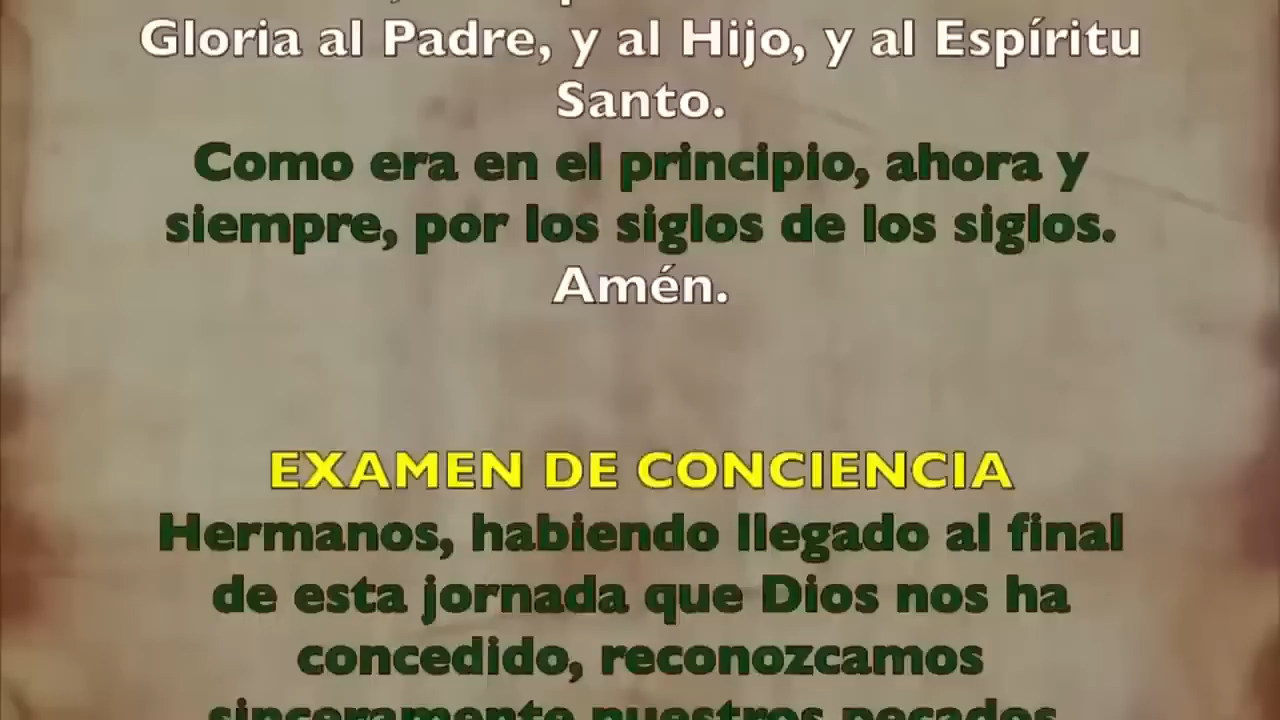 Gloria al Padre, y al Hijo, y al Espíritu
Santo.
Como era en el principio, ahora y
siempre, por los siglos de los siglos.
Amén.
EXAMEN DE CONCIENCIA
Hermanos, habiendo llegado al final
de esta jornada que Dios nos ha
concedido, reconozcamos
sinceramente nuestros pecados.